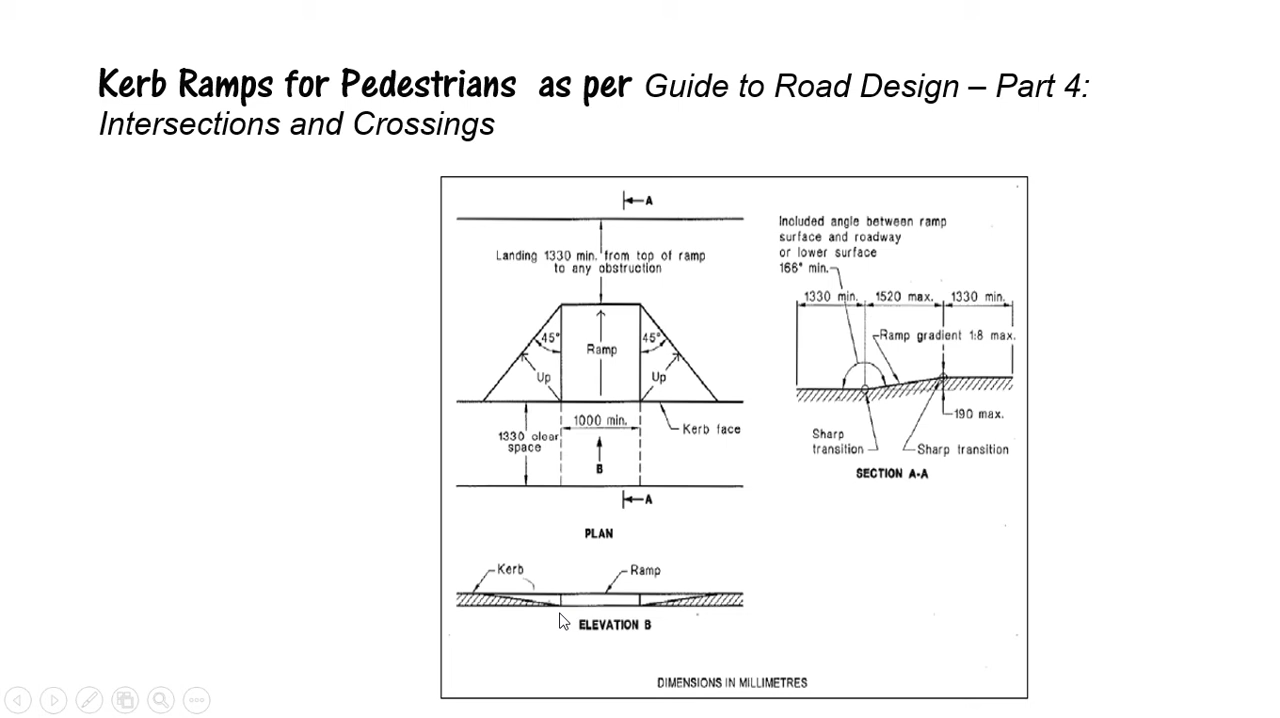 Kerb Ramps for Pedestrians as per Guide to Road Design – Part 4:
Intersections and Crossings
A
Landing 1330 min. from top of ramp
to any obstruction
45°
Ramp
45°
Up
Up
1000 min.
1330 clear
space
Kerb face
B
A
PLAN
Kerb
Ramp
ELEVATION B
Included angle between ramp
surface and roadway
or lower surface
166° min.
1330 min.
1520 max.
1330 min.
Ramp gradient 1:8 max.
190 max.
Sharp
transition
Sharp transition
SECTION A-A
DIMENSIONS IN MILLIMETRES